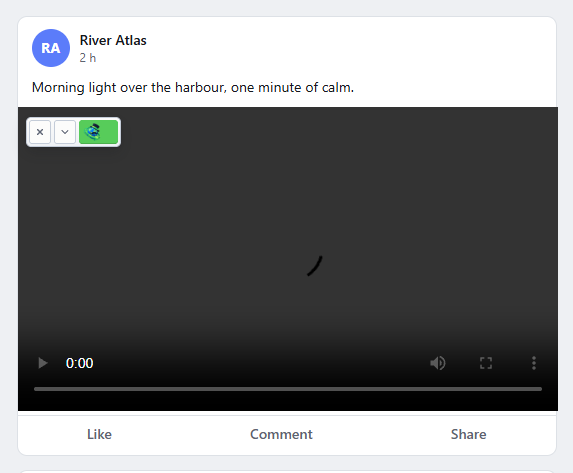 RA
River Atlas
2 h
Morning light over the harbour, one minute of calm.
0:00
Like
Comment
Share